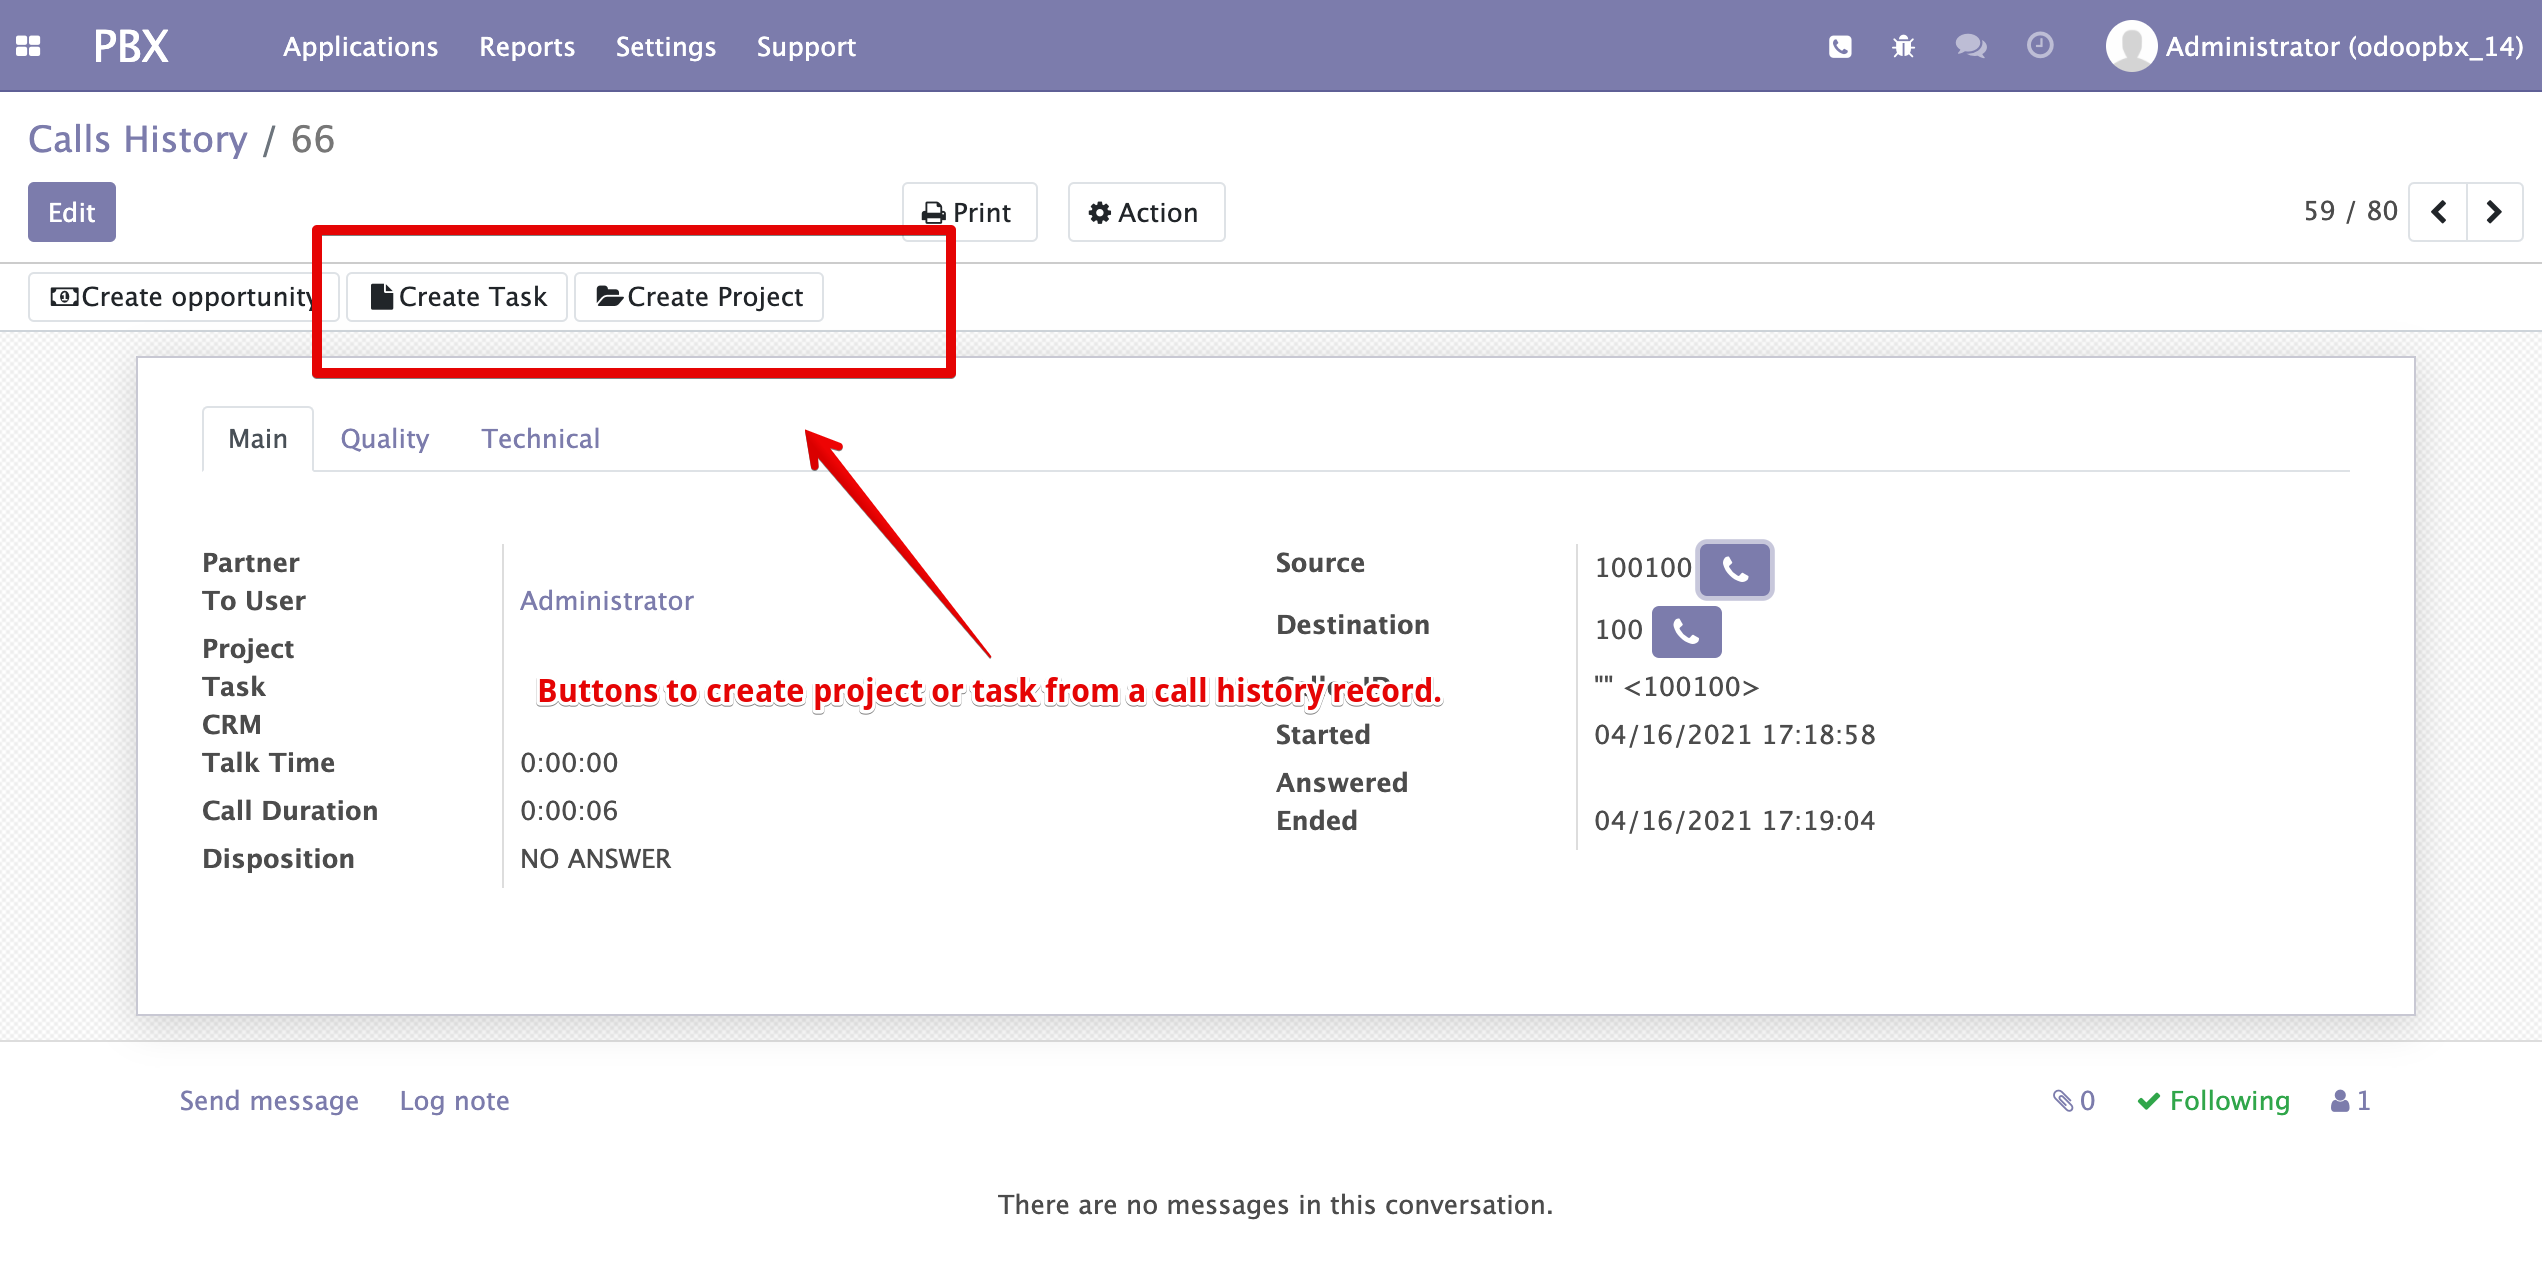 PBX Applications Reports Settings Support Administrator (odoopbx_14)
Calls History / 66
Edit Print Action 59 / 80
Create opportunity Create Task Create Project
Main Quality Technical
Partner
To User Administrator
Project
Task
CRM
Talk Time 0:00:00
Call Duration 0:00:06
Disposition NO ANSWER
Source 100100
Destination 100
"" <100100>
Started 04/16/2021 17:18:58
Answered
Ended 04/16/2021 17:19:04
Buttons to create project or task from a call history record.
Send message Log note 0 Following 1
There are no messages in this conversation.